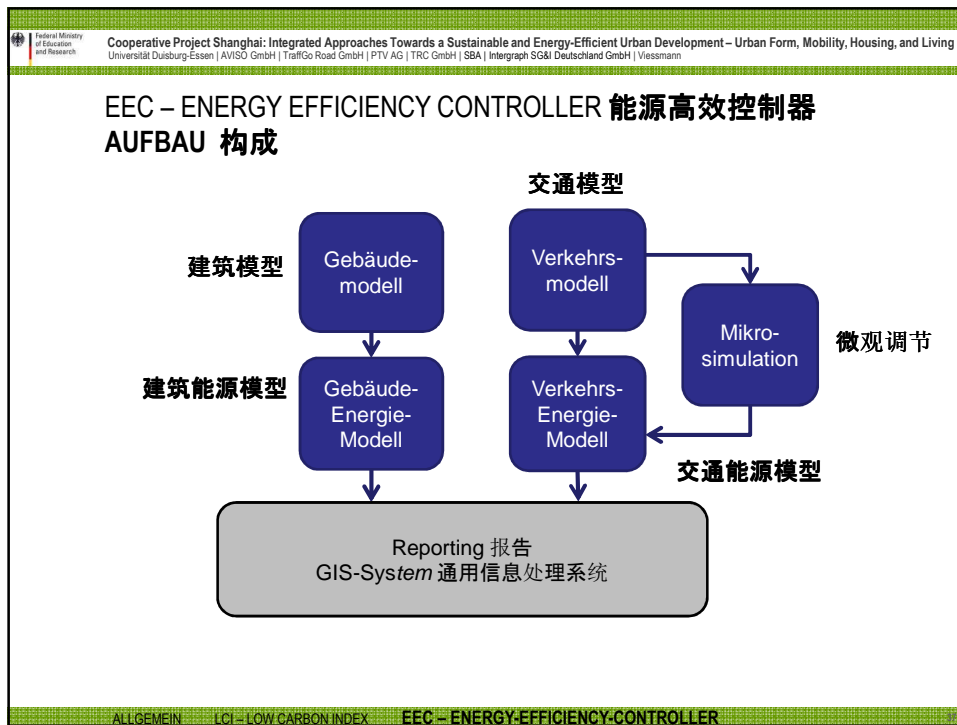 Federal Ministry
of Education
and Research
Cooperative Project Shanghai: Integrated Approaches Towards a Sustainable and Energy-Efficient Urban Development – Urban Form, Mobility, Housing, and Living
Universität Duisburg-Essen | AVISO GmbH | TraffGo Road GmbH | PTV AG | TRC GmbH | SBA | Intergraph SG&I Deutschland GmbH | Viessmann
EEC – ENERGY EFFICIENCY CONTROLLER 能源高效控制器
AUFBAU 构成
交通模型
建筑模型
Gebäude-
modell
Verkehrs-
modell
Mikro-
simulation
微观调节
建筑能源模型
Gebäude-
Energie-
Modell
Verkehrs-
Energie-
Modell
交通能源模型
Reporting 报告
GIS-System 通用信息处理系统
ALLGEMEIN LCI – LOW CARBON INDEX EEC – ENERGY-EFFICIENCY-CONTROLLER